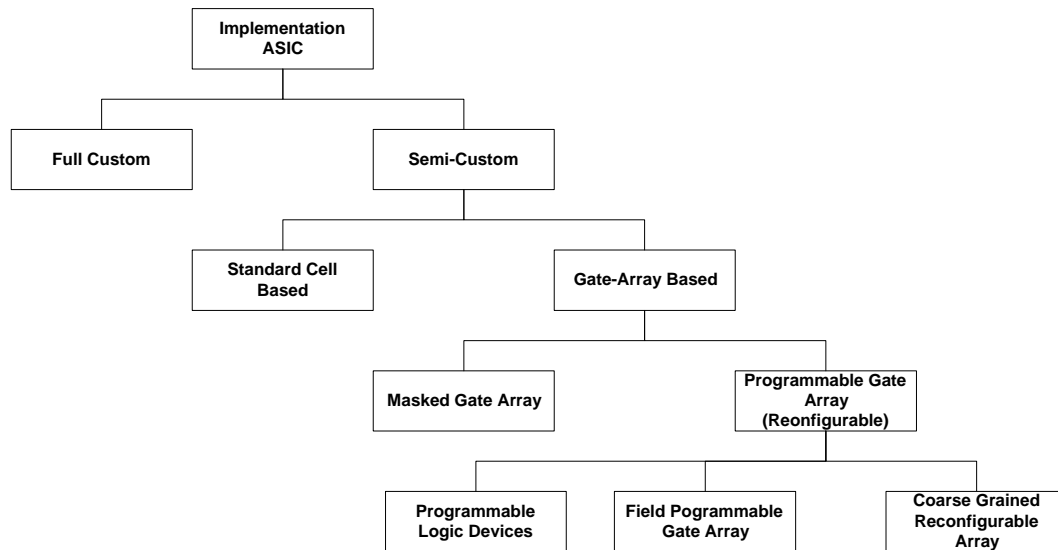 Implementation
ASIC
Full Custom
Semi-Custom
Standard Cell
Based
Gate-Array Based
Masked Gate Array
Programmable Gate
Array
(Reonfigurable)
Programmable
Logic Devices
Field Pogrammable
Gate Array
Coarse Grained
Reconfigurable
Array